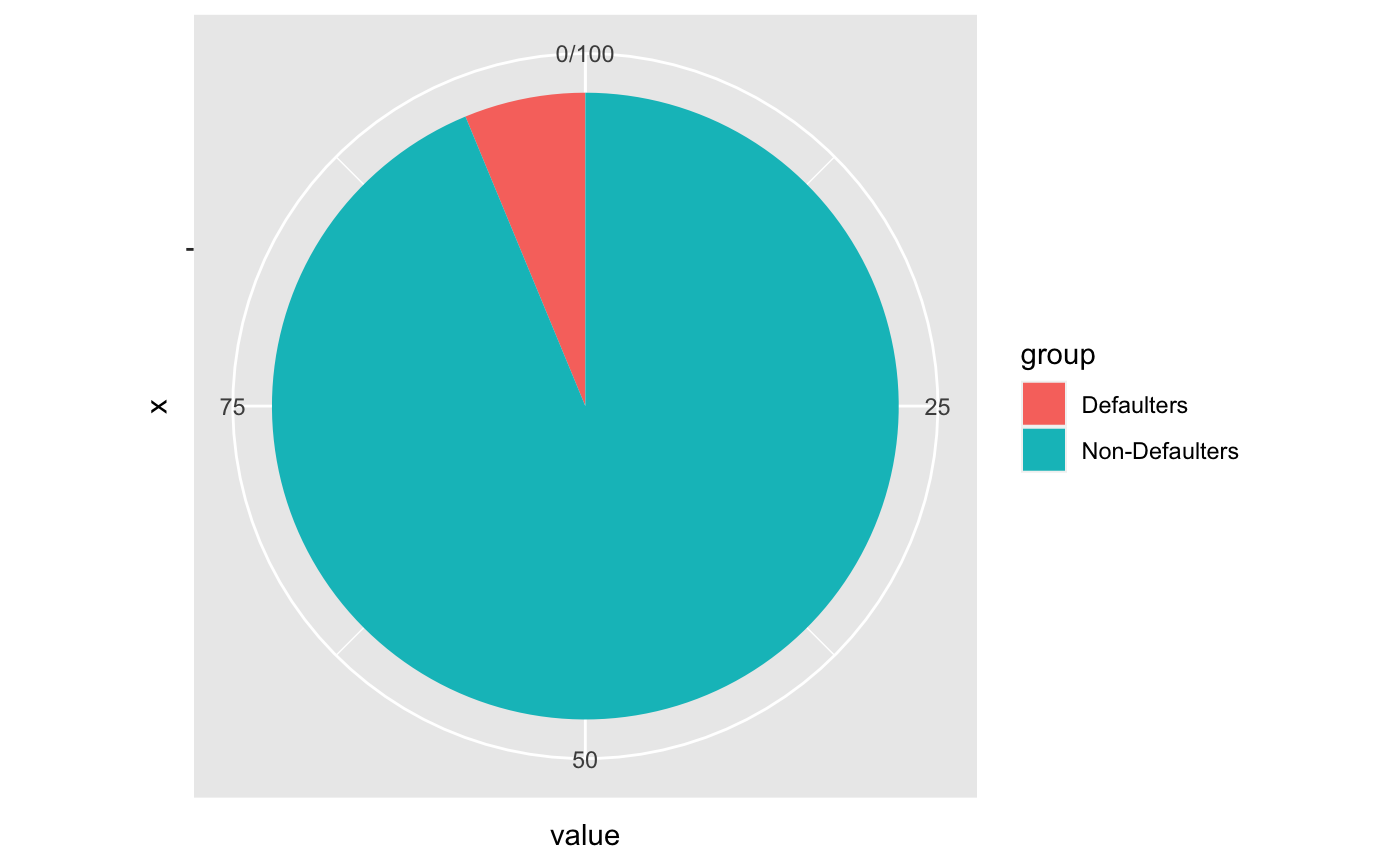 0/100
-
x
75
25
50
value
group
Defaulters
Non-Defaulters